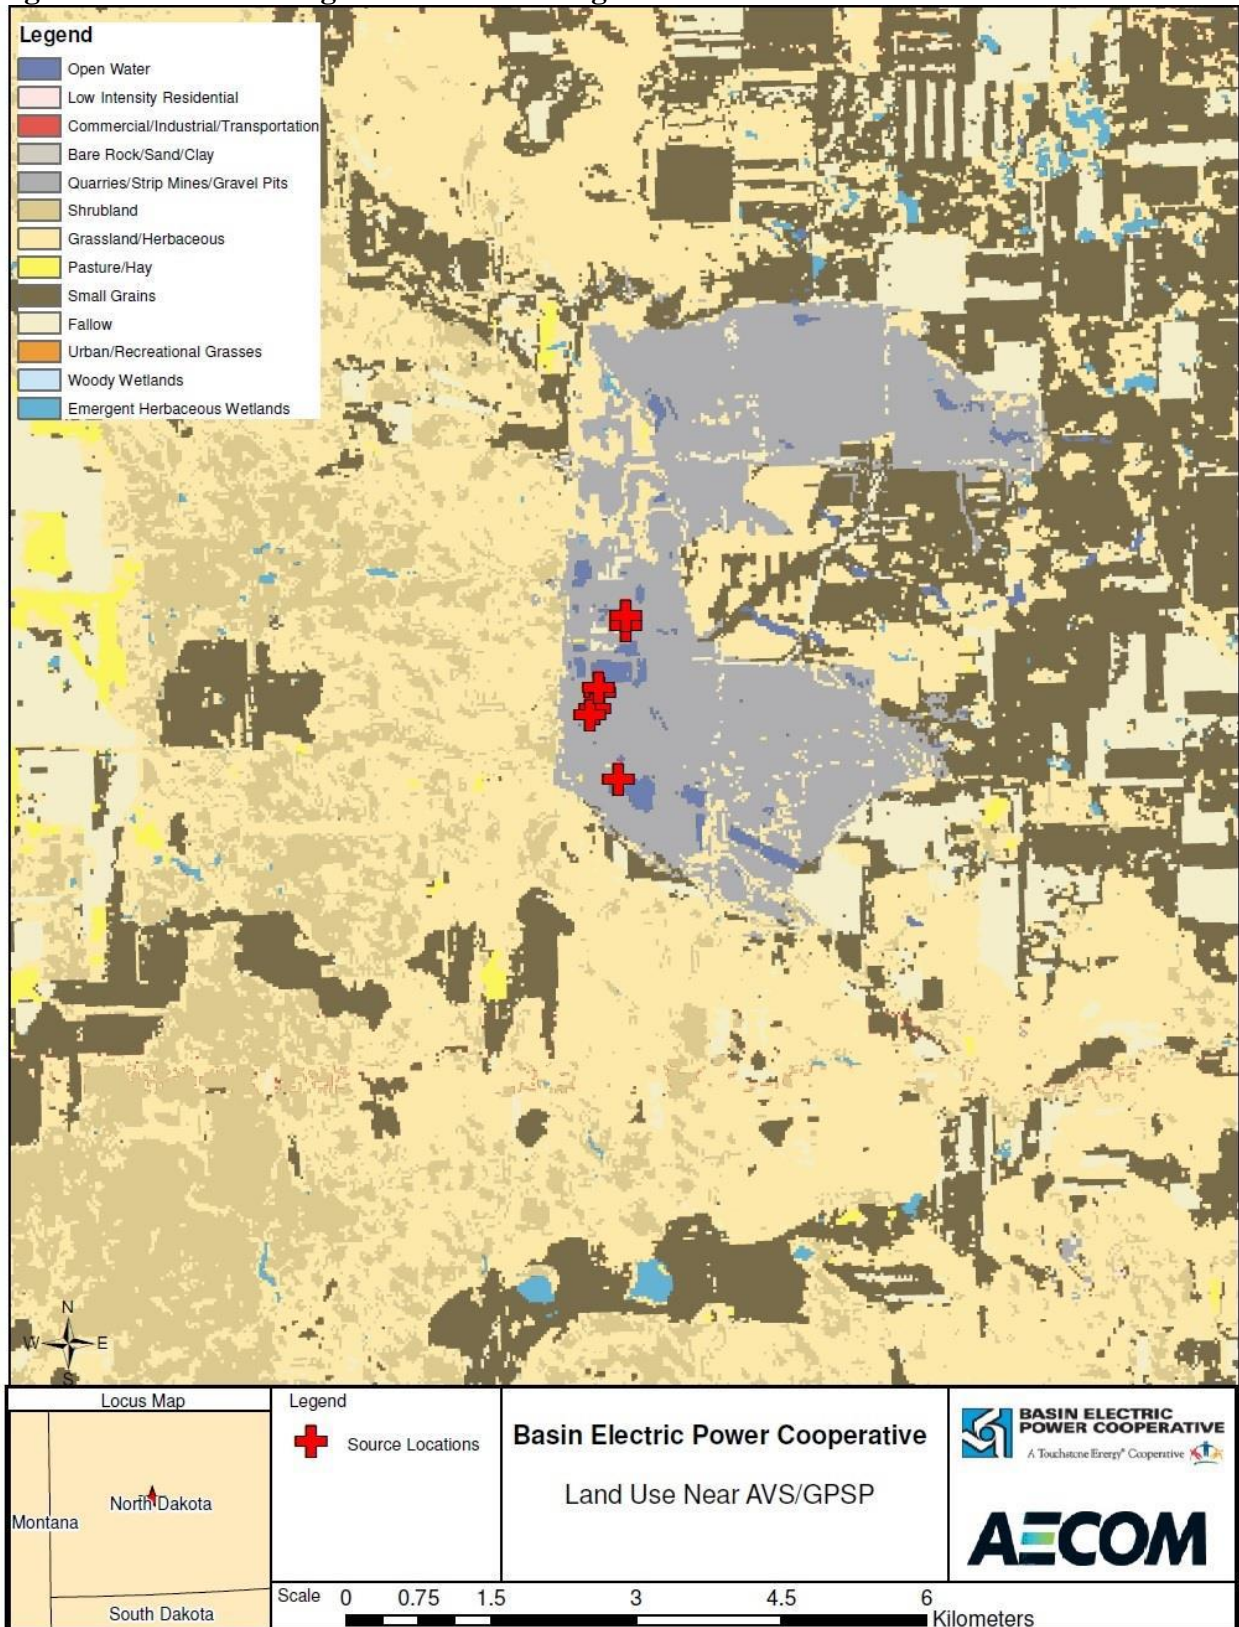 Legend
Open Water
Low Intensity Residential
Commercial/Industrial/Transportation
Bare Rock/Sand/Clay
Quarries/Strip Mines/Gravel Pits
Shrubland
Grassland/Herbaceous
Pasture/Hay
Small Grains
Fallow
Urban/Recreational Grasses
Woody Wetlands
Emergent Herbaceous Wetlands
N
W E
S
Locus Map
North Dakota
Montana
South Dakota
Legend
Source Locations
Basin Electric Power Cooperative
Land Use Near AVS/GPSP
BASIN ELECTRIC
POWER COOPERATIVE
A Touchstone Energy® Cooperative
AECOM
Scale 0 0.75 1.5 3 4.5 6
Kilometers